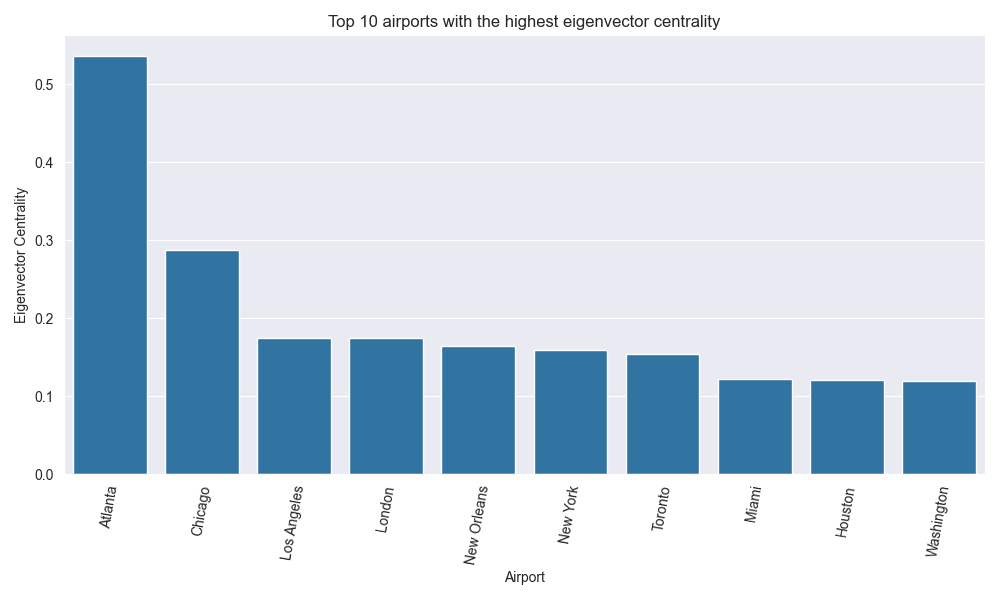 Top 10 airports with the highest eigenvector centrality
Eigenvector Centrality
0.5
0.4
0.3
0.2
0.1
0.0
Atlanta
Chicago
Los Angeles
London
New Orleans
New York
Toronto
Miami
Houston
Washington
Airport